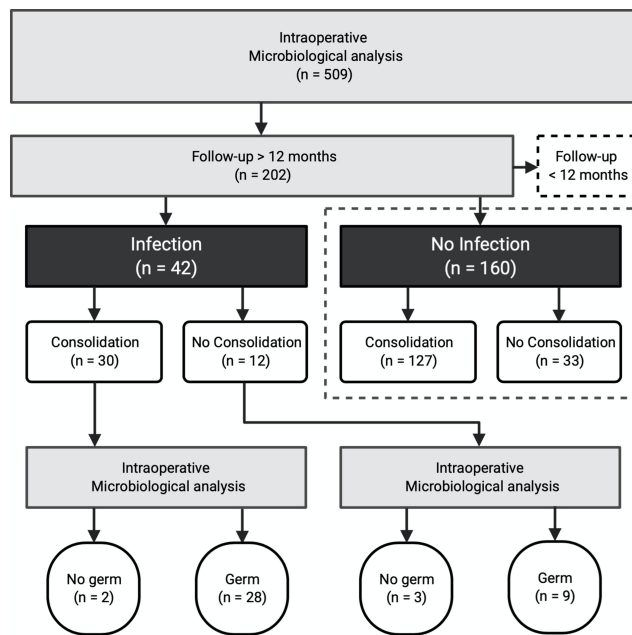 Intraoperative
Microbiological analysis
(n = 509)
Follow-up > 12 months
(n = 202)
Follow-up
< 12 months
Infection
(n = 42)
No Infection
(n = 160)
Consolidation
(n = 30)
No Consolidation
(n = 12)
Consolidation
(n = 127)
No Consolidation
(n = 33)
Intraoperative
Microbiological analysis
Intraoperative
Microbiological analysis
No germ
(n = 2)
Germ
(n = 28)
No germ
(n = 3)
Germ
(n = 9)